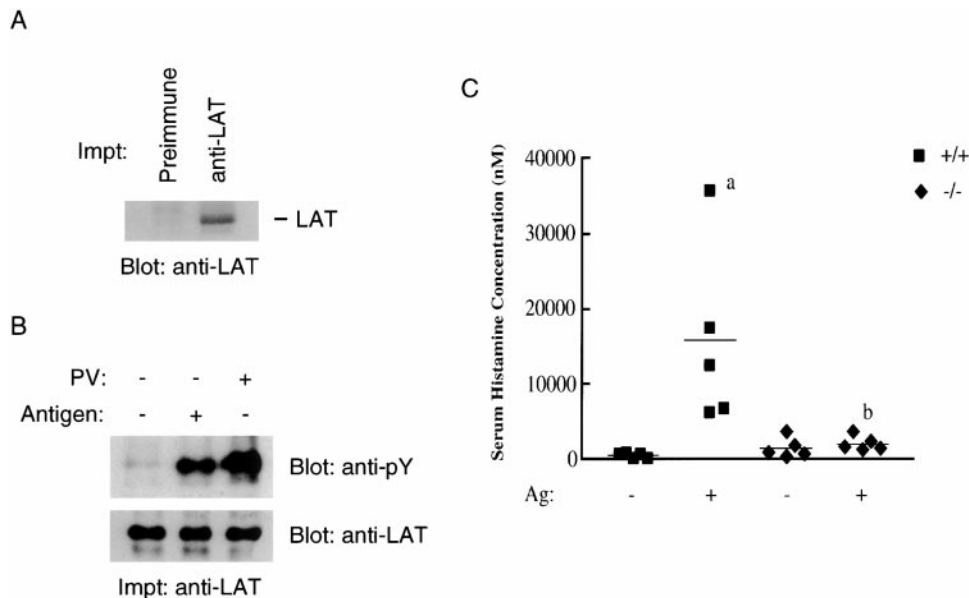 A
Impt:
Preimmune
anti-LAT
– LAT
Blot: anti-LAT
B
PV: - - +
Antigen: - + -
Blot: anti-pY
Blot: anti-LAT
Impt: anti-LAT
C
Serum Histamine Concentration (nM)
40000
30000
20000
10000
0
a
b
+/+
-/-
Ag: - + - +